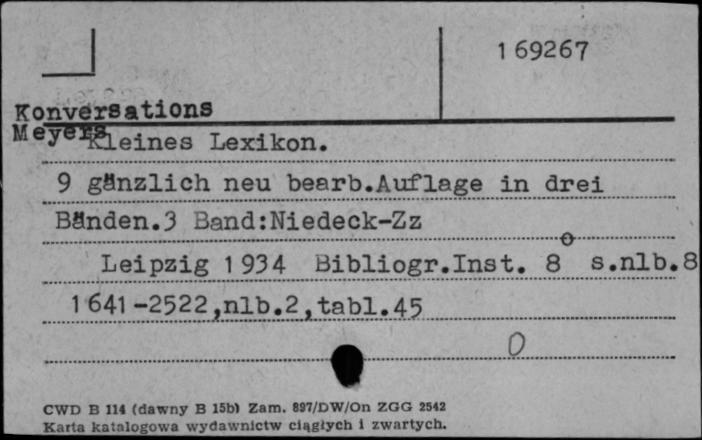 169267
Konversations
Meyers Kleines Lexikon.
9 gänzlich neu bearb.Auflage in drei
Bänden.3 Band:Niedeck-Zz
Leipzig 1934 Bibliogr.Inst. 8° s.nlb.8
1641-2522,nlb.2,tabl.45
0
CWD B 114 (dawny B 15b) Zam. 897/DW/On ZGG 2542
Karta katalogowa wydawnictw ciągłych i zwartych.